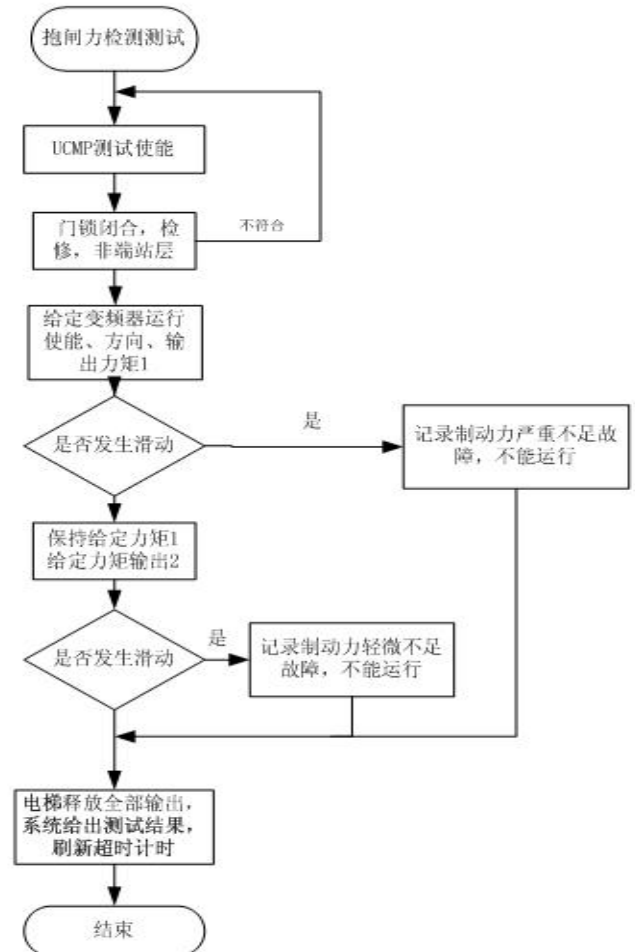 抱闸力检测测试
UCMP测试使能
门锁闭合，检
修，非端站层
不符合
给定变频器运行
使能、方向、输
出力矩1
是否发生滑动
是
记录制动力严重不足故
障，不能运行
保持给定力矩1
给定力矩输出2
是否发生滑动
是
记录制动力轻微不足
故障，不能运行
电梯释放全部输出，
系统给出测试结果，
刷新超时计时
结束